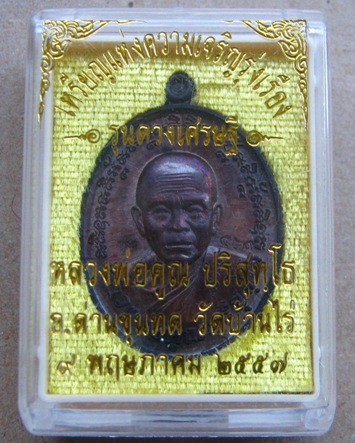 เหรียญแห่งความเจริญรุ่งเรือง
รุ่นดวงเศรษฐี
หลวงพ่อคูณ ปริสุทฺโธ
อ.ด่านขุนทด วัดบ้านไร่
๙ พฤษภาคม ๒๕๕๗